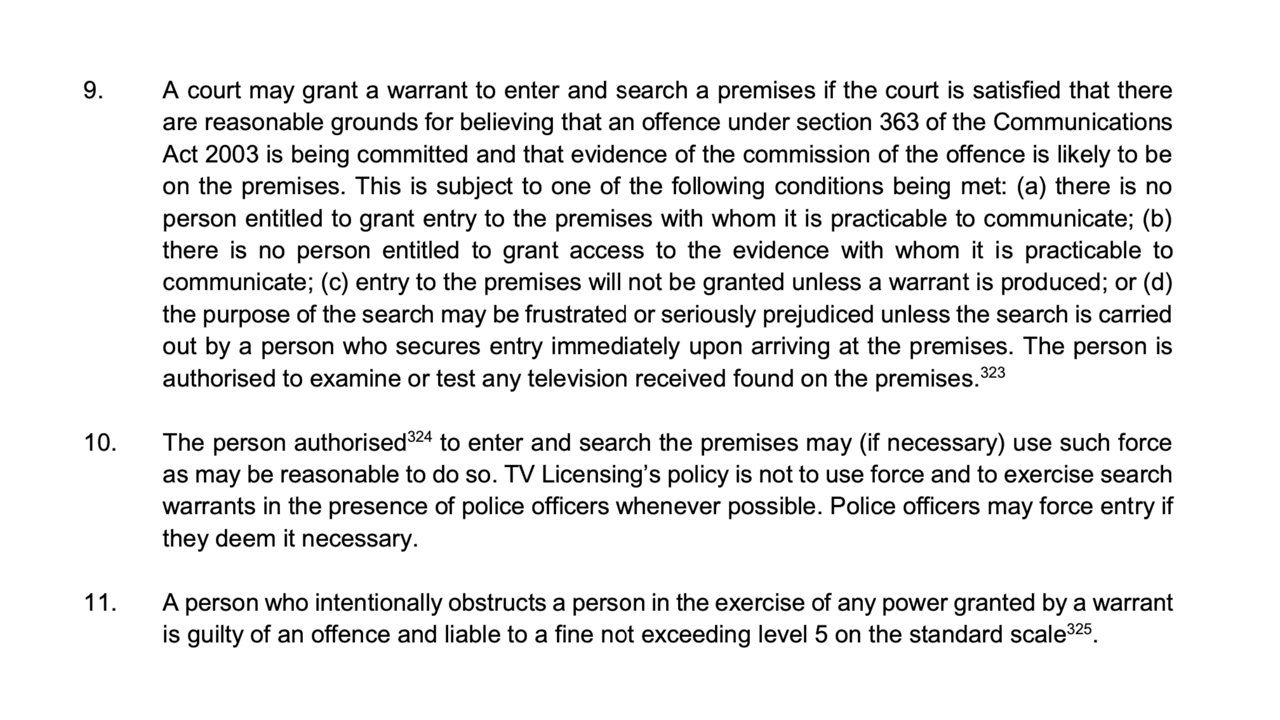 9. A court may grant a warrant to enter and search a premises if the court is satisfied that there
are reasonable grounds for believing that an offence under section 363 of the Communications
Act 2003 is being committed and that evidence of the commission of the offence is likely to be
on the premises. This is subject to one of the following conditions being met: (a) there is no
person entitled to grant entry to the premises with whom it is practicable to communicate; (b)
there is no person entitled to grant access to the evidence with whom it is practicable to
communicate; (c) entry to the premises will not be granted unless a warrant is produced; or (d)
the purpose of the search may be frustrated or seriously prejudiced unless the search is carried
out by a person who secures entry immediately upon arriving at the premises. The person is
authorised to examine or test any television received found on the premises.323
10. The person authorised324 to enter and search the premises may (if necessary) use such force
as may be reasonable to do so. TV Licensing’s policy is not to use force and to exercise search
warrants in the presence of police officers whenever possible. Police officers may force entry if
they deem it necessary.
11. A person who intentionally obstructs a person in the exercise of any power granted by a warrant
is guilty of an offence and liable to a fine not exceeding level 5 on the standard scale325.